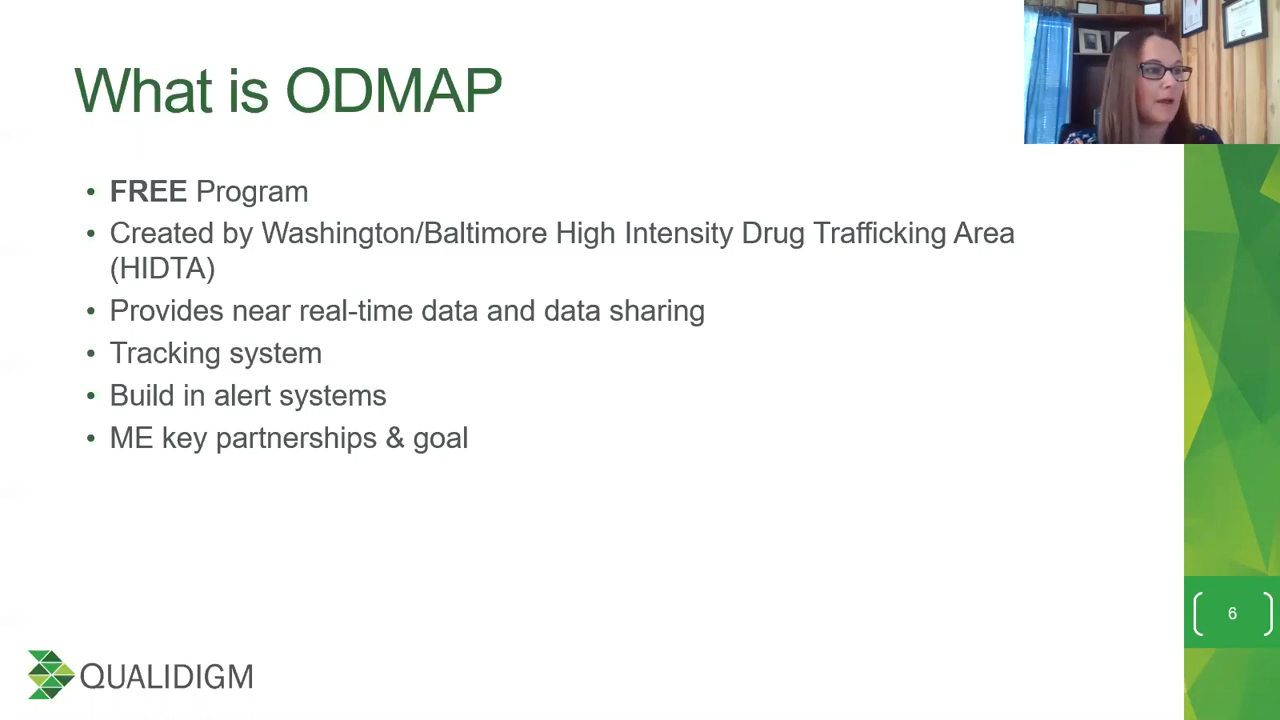 What is ODMAP
• FREE Program
• Created by Washington/Baltimore High Intensity Drug Trafficking Area
(HIDTA)
• Provides near real-time data and data sharing
• Tracking system
• Build in alert systems
• ME key partnerships & goal
6
QUALIDIGM